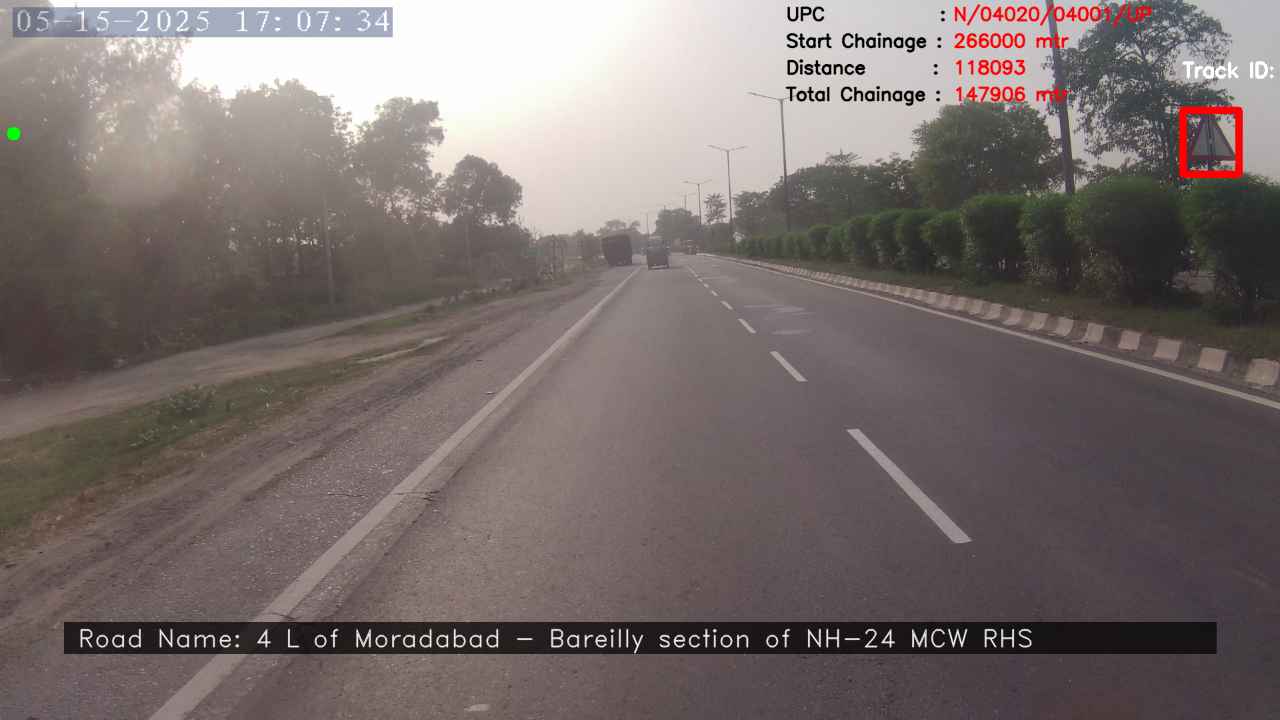 05-15-2025 17:07:34
UPC : N/04020/04001/UP
Start Chainage : 266000 mtr
Distance : 118093
Total Chainage : 147906 mtr
Track ID:
Road Name: 4 L of Moradabad - Bareilly section of NH-24 MCW RHS